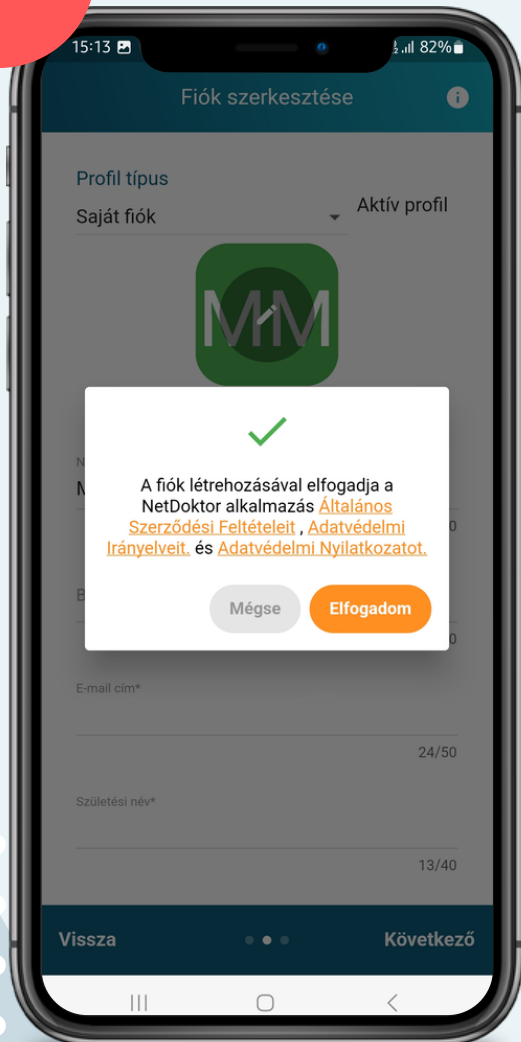 15:13
82%
Fiók szerkesztése
Profil típus
Saját fiók
Aktív profil
MM
A fiók létrehozásával elfogadja a
NetDoktor alkalmazás Általános
Szerződési Feltételeit , Adatvédelmi
Irányelveit. és Adatvédelmi Nyilatkozatot.
Mégse
Elfogadom
E-mail cím*
24/50
Születési név*
13/40
Vissza
Következő